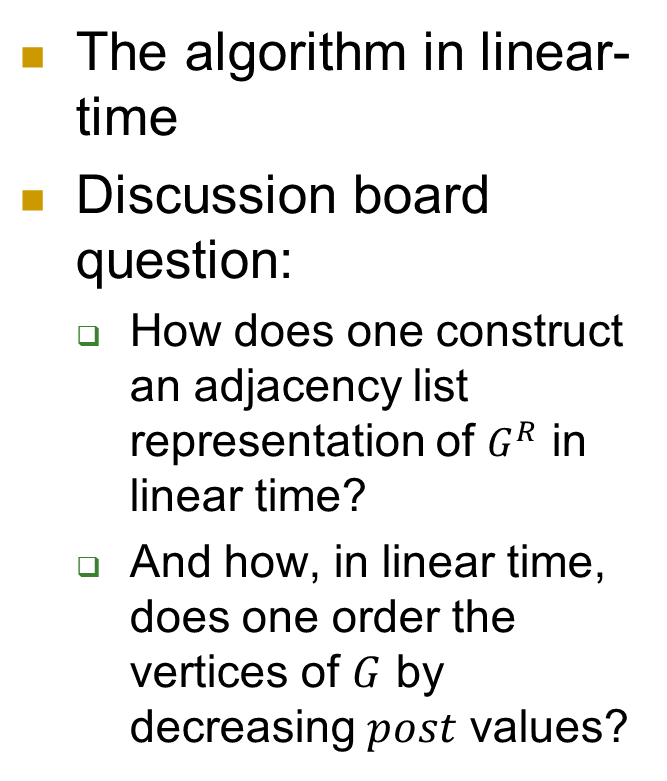 The algorithm in linear-
time
Discussion board
question:
How does one construct
an adjacency list
representation of 𝐺ᴿ in
linear time?
And how, in linear time,
does one order the
vertices of 𝐺 by
decreasing 𝑝𝑜𝑠𝑡 values?